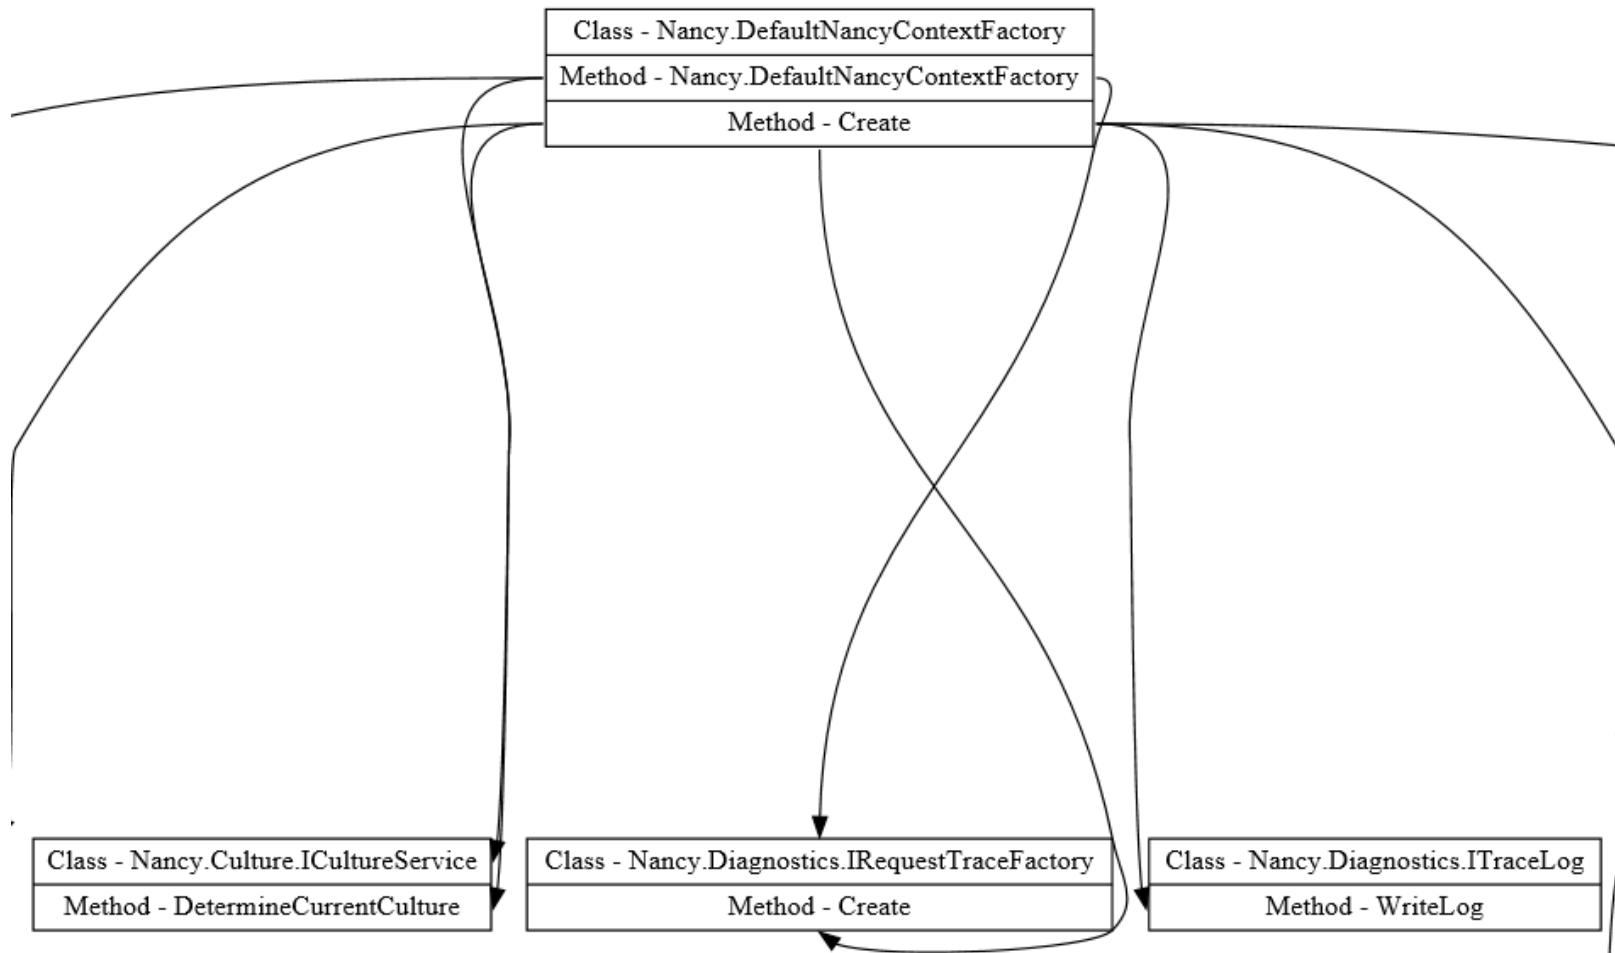 Class - Nancy.DefaultNancyContextFactory
Method - Nancy.DefaultNancyContextFactory
Method - Create
Class - Nancy.Culture.ICultureService
Method - DetermineCurrentCulture
Class - Nancy.Diagnostics.IRequestTraceFactory
Method - Create
Class - Nancy.Diagnostics.ITraceLog
Method - WriteLog